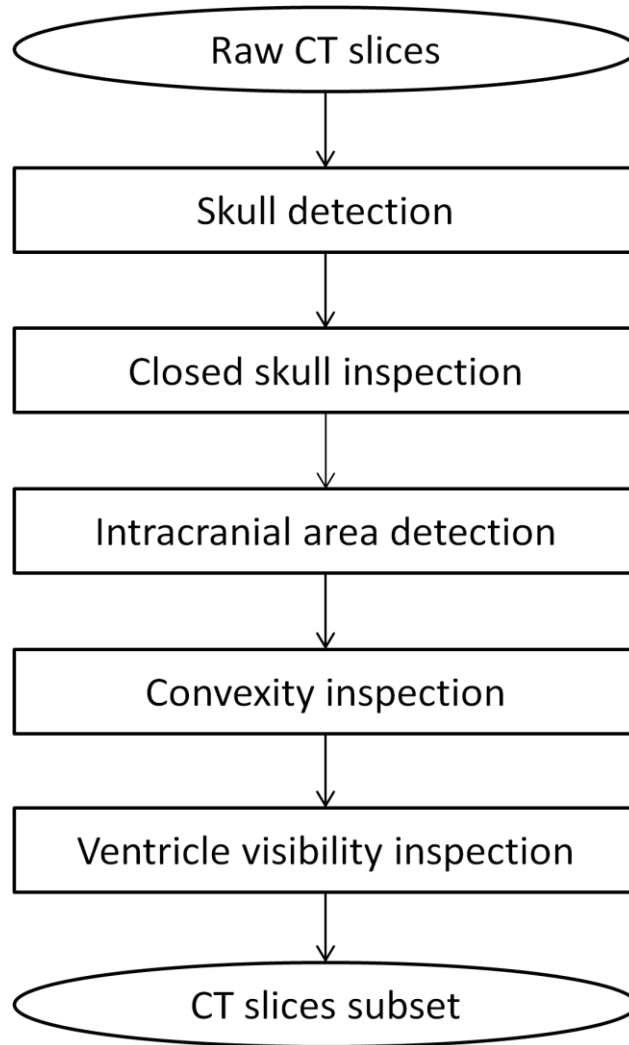 Raw CT slices
Skull detection
Closed skull inspection
Intracranial area detection
Convexity inspection
Ventricle visibility inspection
CT slices subset